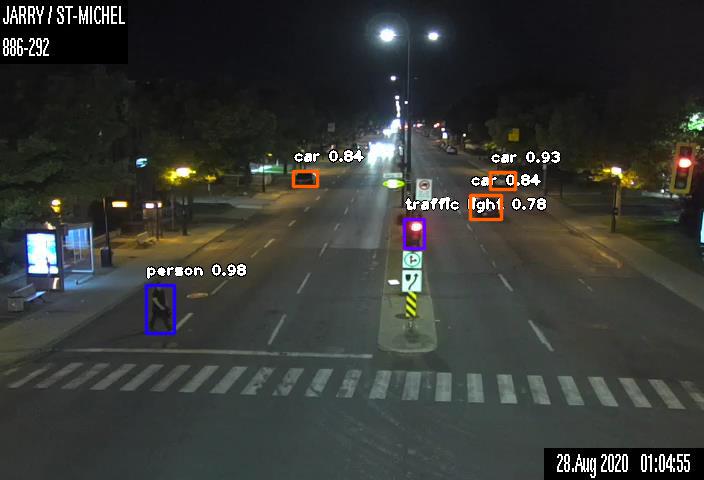 JARRY / ST-MICHEL
886-292
car 0.84
car 0.93
car 0.84
traffic light 0.78
person 0.98
28.Aug 2020 01:04:55